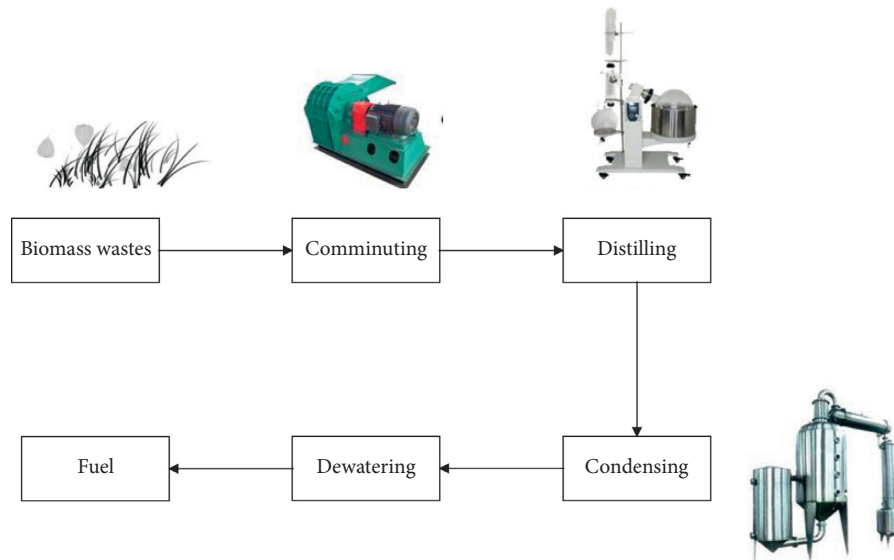 Biomass wastes
Comminuting
Distilling
Condensing
Dewatering
Fuel